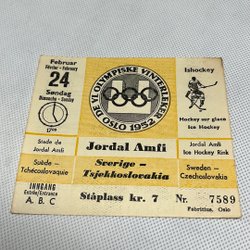 Februar
Février - February
24
Søndag
Dimanche - Sunday
17⁰⁰
DE VI OLYMPISKE VINTERLEKER
OSLO 1952
Ishockey
Hockey sur glace
Ice Hockey
Stade de
Jordal Amfi
Jordal Amfi
Jordal Amfi
Ice Hockey Rink
Suède -
Tchécoslovaquie
Sverige -
Tsjekkoslovakia
Sweden -
Czechoslovakia
INNGANG
Entrée/Entrance
A. B. C
Ståplass kr. 7
Nr. 7589
Fabritius, Oslo